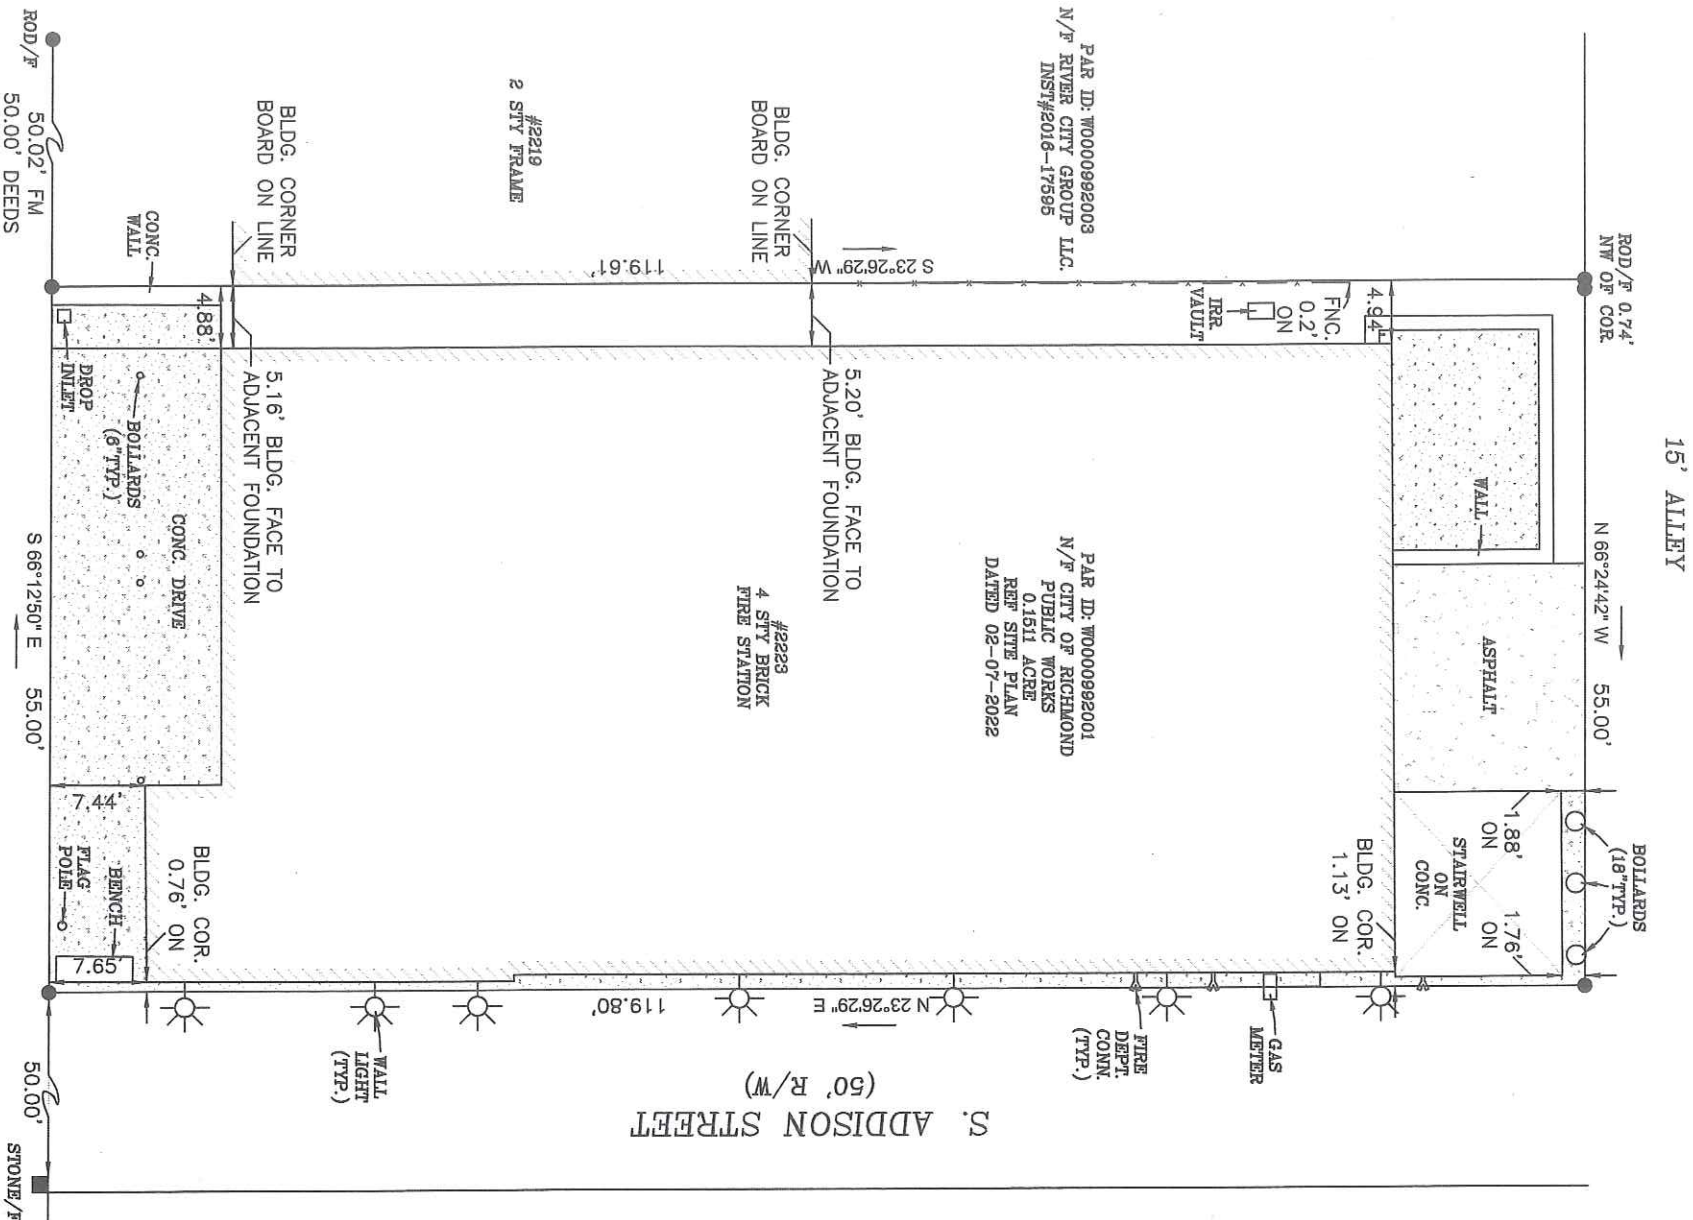 15' ALLEY
ROD/F 0.74'
NW OF COR.
N 66°24'42" W 55.00'
BOLLARDS
(18"TYP.)
PAR ID: W0000992003
N/F RIVER CITY GROUP LLC.
INST#2016-17595
S 23°26'29" W
119.61'
FNC.
0.2'
ON
IRR.
VAULT
4.94'
WALL
ASPHALT
1.88'
ON
1.76'
ON
STAIRWELL
ON
CONC.
BLDG. COR.
1.13' ON
BLDG. CORNER
BOARD ON LINE
5.20' BLDG. FACE TO
ADJACENT FOUNDATION
PAR ID: W0000992001
N/F CITY OF RICHMOND
PUBLIC WORKS
0.1511 ACRE
REF SITE PLAN
DATED 02-07-2022
GAS
METER
FIRE
DEPT.
CONN.
(TYP.)
#2219
2 STY FRAME
#2223
4 STY BRICK
FIRE STATION
N 23°26'29" E
119.80'
S. ADDISON STREET
(50' R/W)
BLDG. CORNER
BOARD ON LINE
5.16' BLDG. FACE TO
ADJACENT FOUNDATION
WALL
LIGHT
(TYP.)
CONC.
WALL
4.88'
DROP
INLET
BOLLARDS
(6"TYP.)
CONC. DRIVE
BLDG. COR.
0.76' ON
7.44'
FLAG
POLE
BENCH
7.65'
ROD/F
50.02' FM
50.00' DEEDS
S 66°12'50" E 55.00'
50.00'
STONE/F